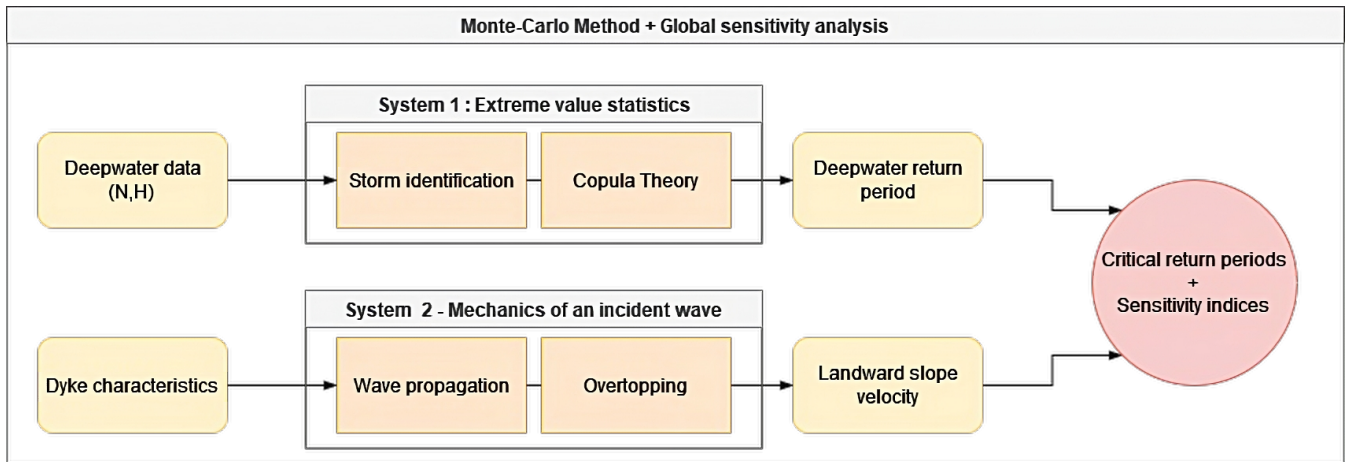 Monte-Carlo Method + Global sensitivity analysis
System 1 : Extreme value statistics
Deepwater data
(N,H)
Storm identification
Copula Theory
Deepwater return
period
Critical return periods
+
Sensitivity indices
System 2 - Mechanics of an incident wave
Dyke characteristics
Wave propagation
Overtopping
Landward slope
velocity